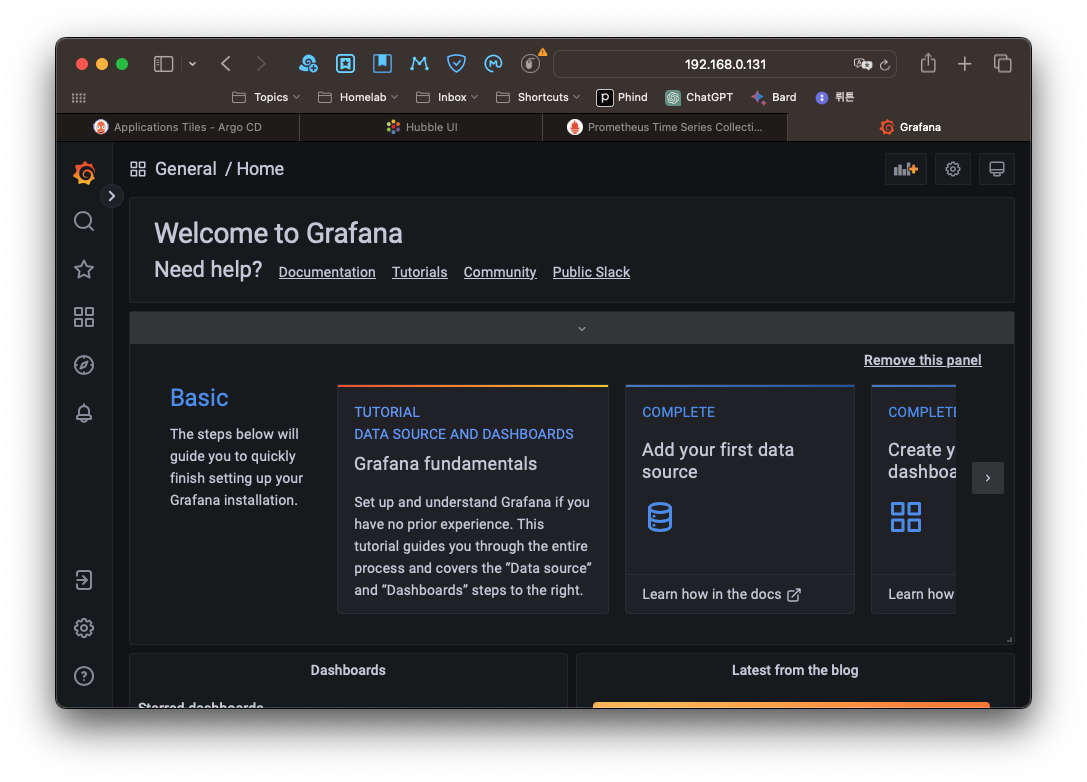 192.168.0.131
Topics
Homelab
Inbox
Shortcuts
Phind
ChatGPT
Bard
뤼튼
Applications Tiles - Argo CD
Hubble UI
Prometheus Time Series Collecti...
Grafana
General / Home
Welcome to Grafana
Need help? Documentation Tutorials Community Public Slack
Remove this panel
Basic
The steps below will
guide you to quickly
finish setting up your
Grafana installation.
TUTORIAL
DATA SOURCE AND DASHBOARDS
Grafana fundamentals
Set up and understand Grafana if you
have no prior experience. This
tutorial guides you through the entire
process and covers the “Data source”
and “Dashboards” steps to the right.
COMPLETE
Add your first data
source
Learn how in the docs
COMPLETE
Create y
dashboa
Learn how
Dashboards
Starred dashboards
Latest from the blog